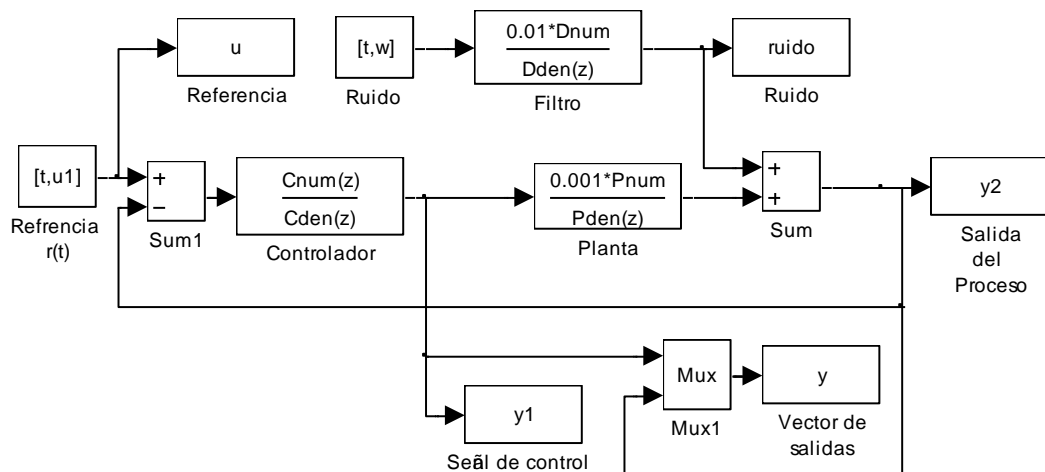 u
Referencia
[t,w]
Ruido
0.01*Dnum
Dden(z)
Filtro
ruido
Ruido
[t,u1]
Refrencia
r(t)
+
−
Sum1
Cnum(z)
Cden(z)
Controlador
0.001*Pnum
Pden(z)
Planta
+
+
Sum
y2
Salida
del
Proceso
Mux
Mux1
y
Vector de
salidas
y1
Señal de control